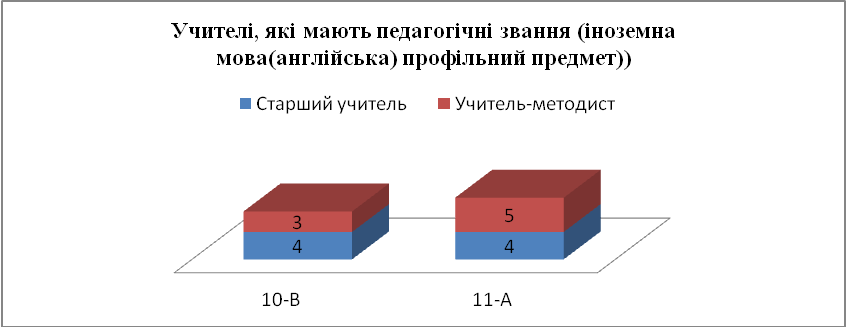 Учителі, які мають педагогічні звання (іноземна
мова(англійська) профільний предмет))
Старший учитель Учитель-методист
3 5
4 4
10-В 11-А